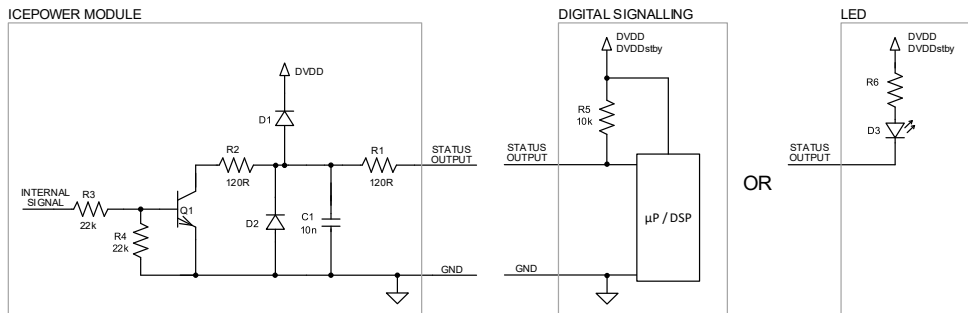 ICEPOWER MODULE
DVDD
D1
R2
120R
R1
120R
STATUS
OUTPUT
INTERNAL
SIGNAL
R3
22k
R4
22k
Q1
D2
C1
10n
GND
DIGITAL SIGNALLING
DVDD
DVDDstby
R5
10k
STATUS
OUTPUT
µP / DSP
GND
OR
LED
DVDD
DVDDstby
R6
D3
STATUS
OUTPUT